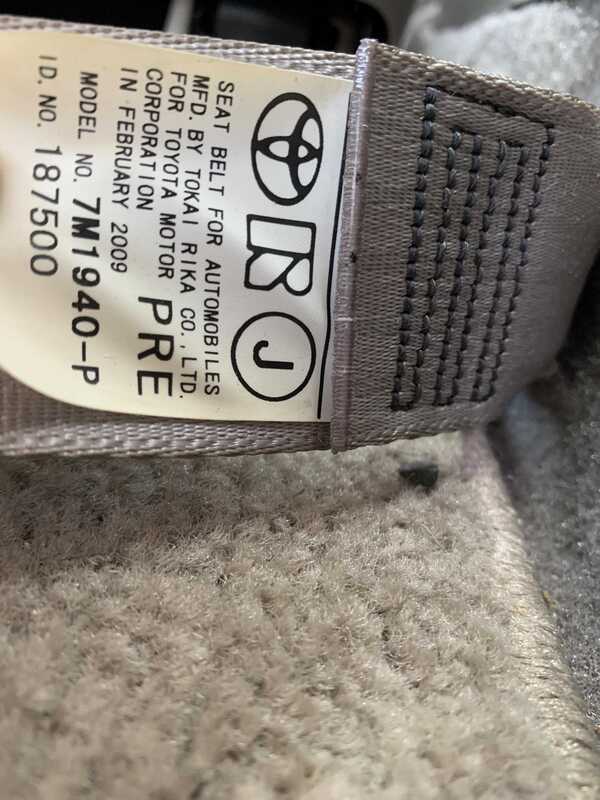 J
SEAT BELT FOR AUTOMOBILES
MFD. BY TOKAI RIKA CO., LTD.
FOR TOYOTA MOTOR
CORPORATION
PRE
IN FEBRUARY 2009
MODEL NO. 7M1940-P
ID. NO. 187500